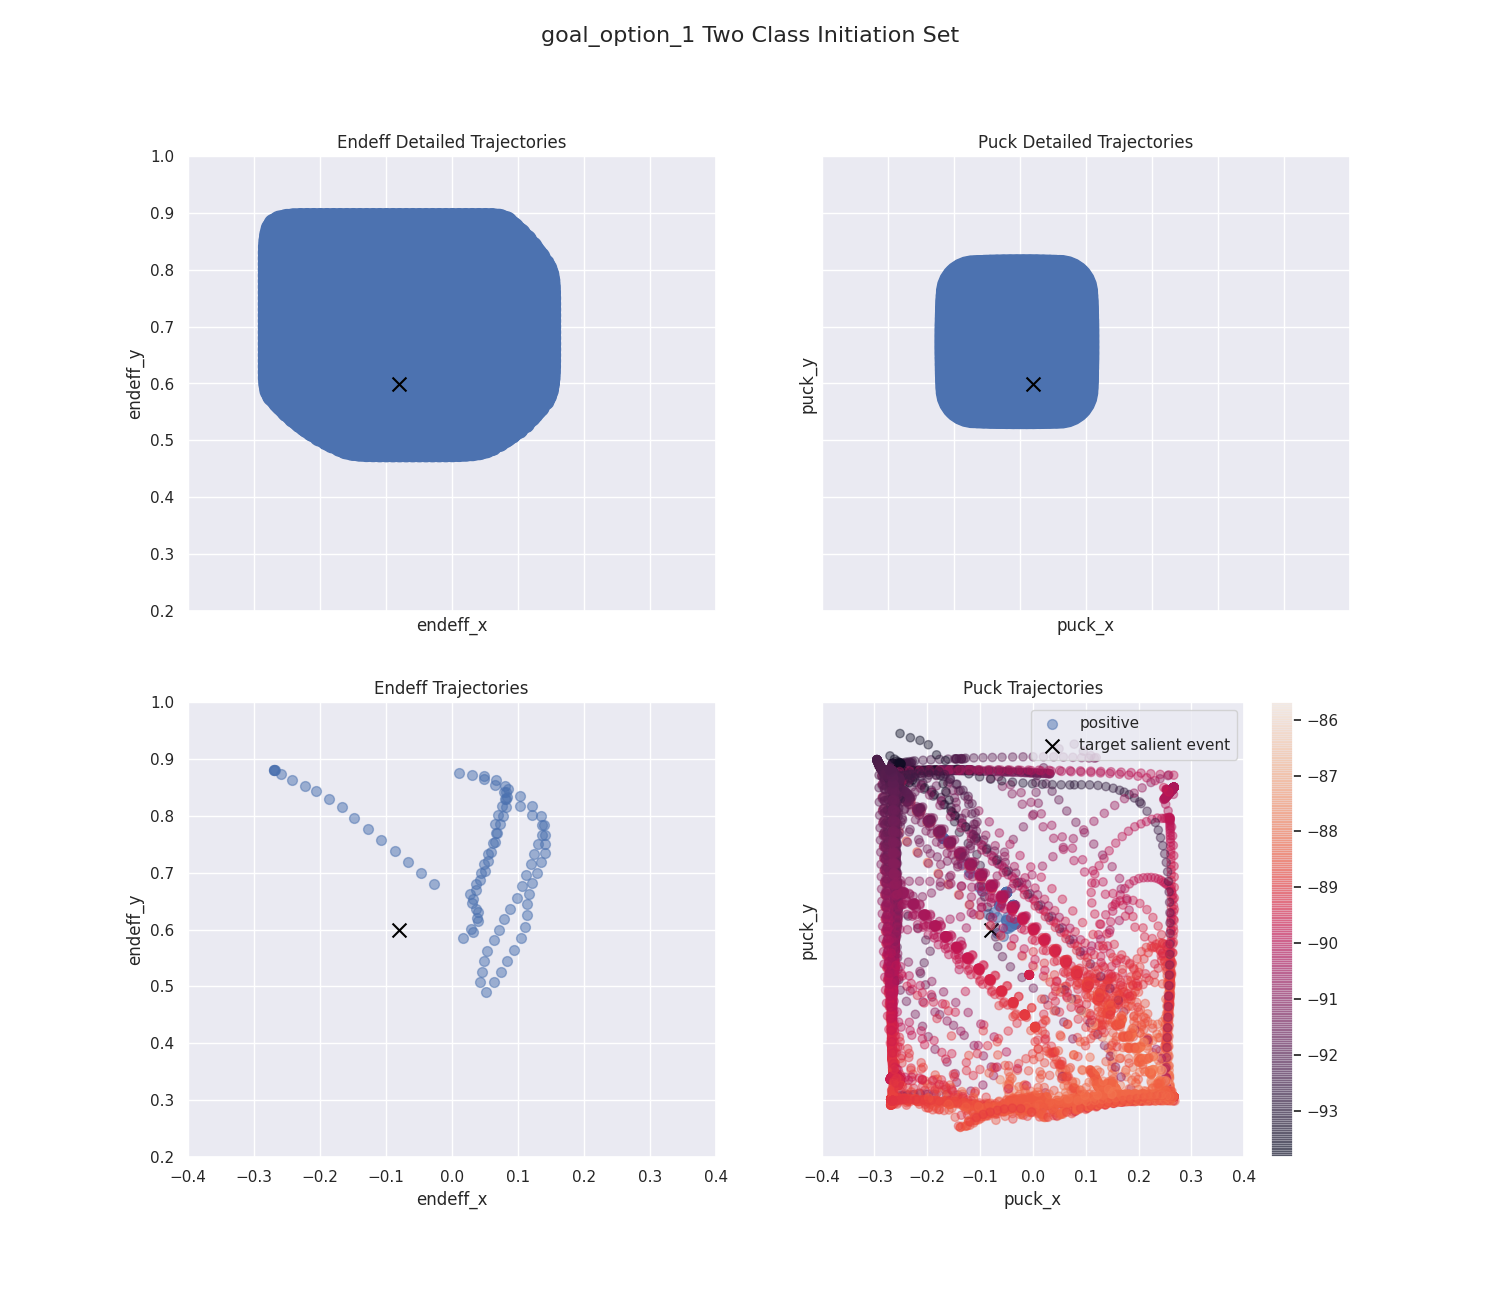 goal_option_1 Two Class Initiation Set
Endeff Detailed Trajectories
1.0
0.9
0.8
0.7
0.6
0.5
0.4
0.3
0.2
endeff_y
endeff_x
Puck Detailed Trajectories
puck_y
puck_x
Endeff Trajectories
1.0
0.9
0.8
0.7
0.6
0.5
0.4
0.3
0.2
endeff_y
−0.4 −0.3 −0.2 −0.1 0.0 0.1 0.2 0.3 0.4
endeff_x
Puck Trajectories
positive
target salient event
puck_y
−0.4 −0.3 −0.2 −0.1 0.0 0.1 0.2 0.3 0.4
puck_x
−86
−87
−88
−89
−90
−91
−92
−93